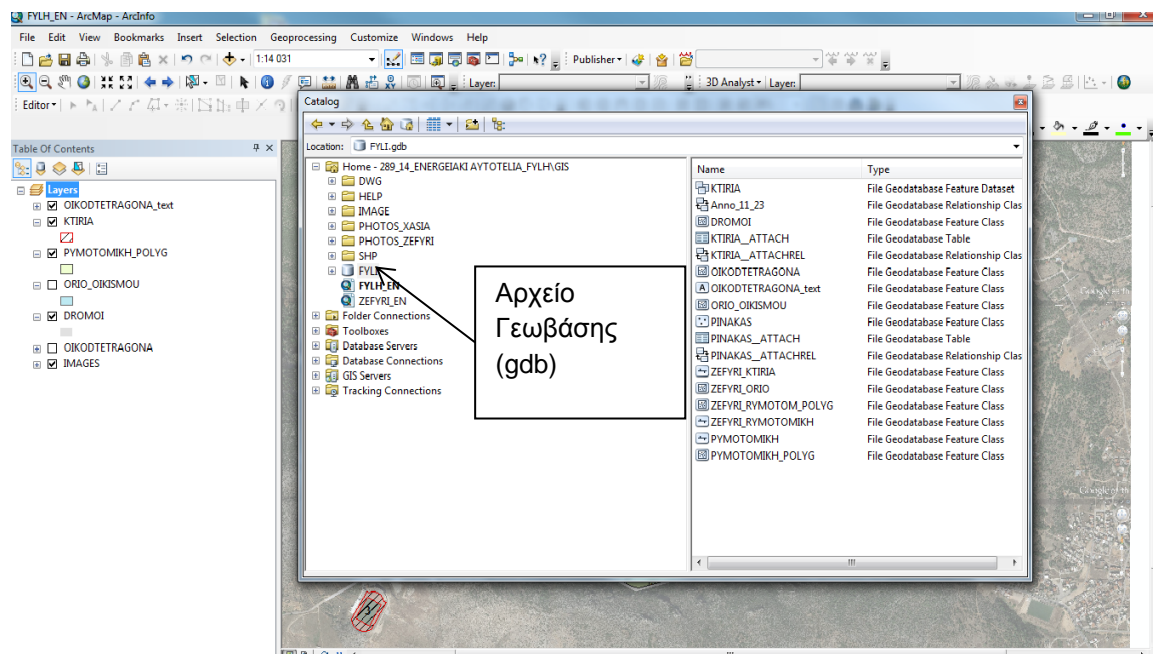 FYLH_EN - ArcMap - ArcInfo
File Edit View Bookmarks Insert Selection Geoprocessing Customize Windows Help
1:14 031
Publisher
Layer:
3D Analyst
Layer:
Editor
Catalog
Table Of Contents
Location: FYLI.gdb
Layers
OIKODTETRAGONA_text
KTIRIA
PYMOTOMIKH_POLYG
ORIO_OIKISMOU
DROMOI
OIKODTETRAGONA
IMAGES
Home - 289_14_ENERGEIAKI AYTOTELIA_FYLH\GIS
DWG
HELP
IMAGE
PHOTOS_XASIA
PHOTOS_ZEFYRI
SHP
FYLH_EN
ZEFYRI_EN
Folder Connections
Toolboxes
Database Servers
Database Connections
GIS Servers
Tracking Connections
Αρχείο
Γεωβάσης
(gdb)
Name Type
KTIRIA File Geodatabase Feature Dataset
Anno_11_23 File Geodatabase Relationship Clas
DROMOI File Geodatabase Feature Class
KTIRIA__ATTACH File Geodatabase Table
KTIRIA__ATTACHREL File Geodatabase Relationship Clas
OIKODTETRAGONA File Geodatabase Feature Class
OIKODTETRAGONA_text File Geodatabase Feature Class
ORIO_OIKISMOU File Geodatabase Feature Class
PINAKAS File Geodatabase Feature Class
PINAKAS__ATTACH File Geodatabase Table
PINAKAS__ATTACHREL File Geodatabase Relationship Clas
ZEFYRI_KTIRIA File Geodatabase Feature Class
ZEFYRI_ORIO File Geodatabase Feature Class
ZEFYRI_RYMOTOM_POLYG File Geodatabase Feature Class
ZEFYRI_RYMOTOMIKH File Geodatabase Feature Class
PYMOTOMIKH File Geodatabase Feature Class
PYMOTOMIKH_POLYG File Geodatabase Feature Class